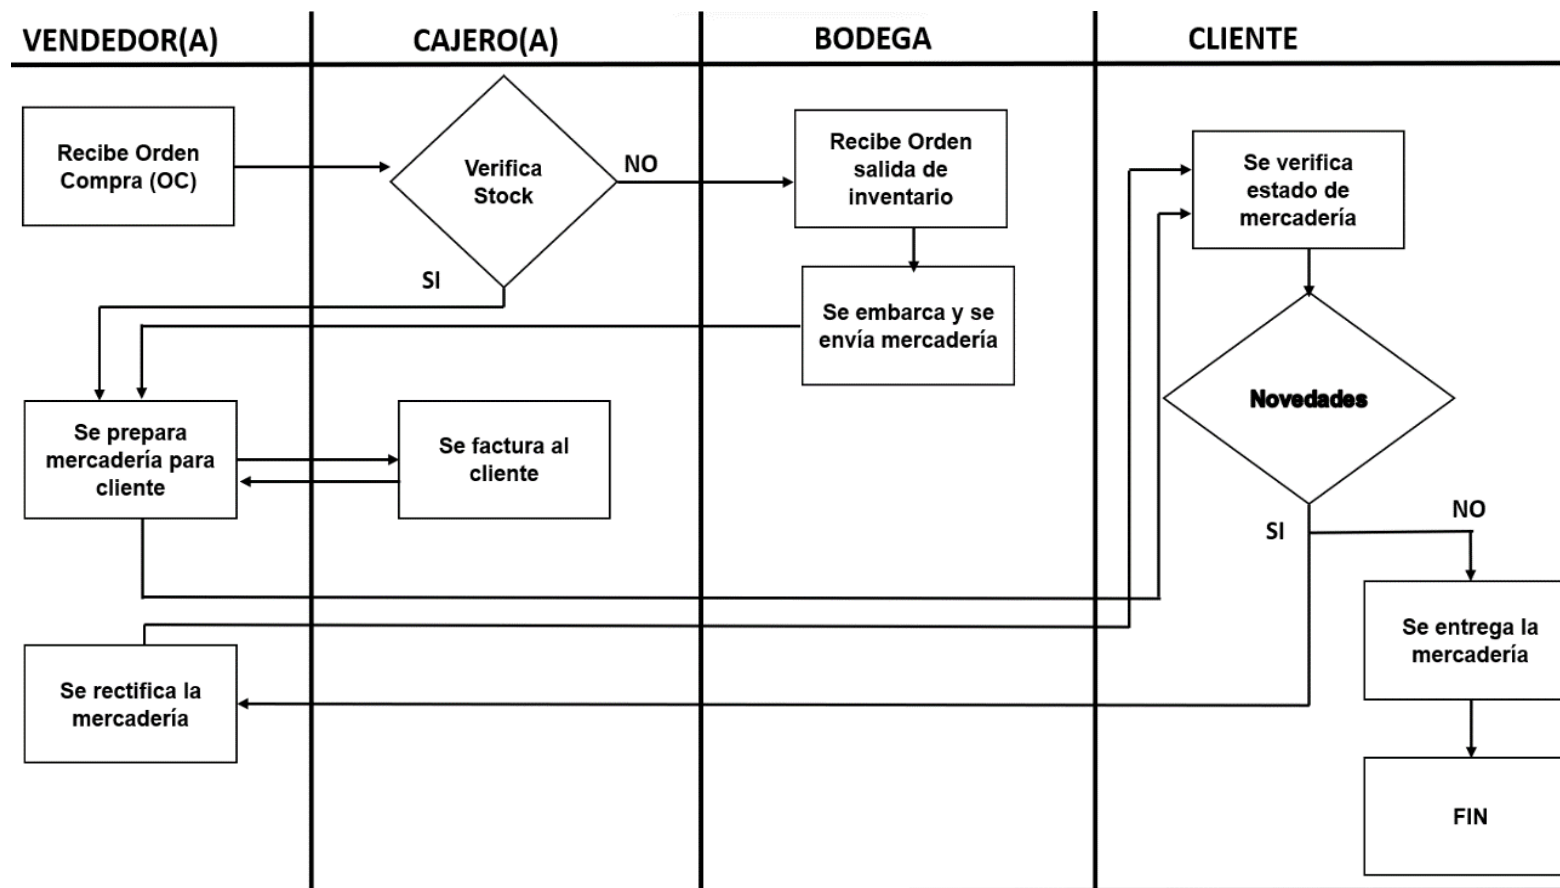 VENDEDOR(A)
CAJERO(A)
BODEGA
CLIENTE
Recibe Orden
Compra (OC)
Verifica
Stock
NO
SI
Recibe Orden
salida de
inventario
Se embarca y se
envía mercadería
Se verifica
estado de
mercadería
Novedades
SI
NO
Se prepara
mercadería para
cliente
Se factura al
cliente
Se entrega la
mercadería
Se rectifica la
mercadería
FIN